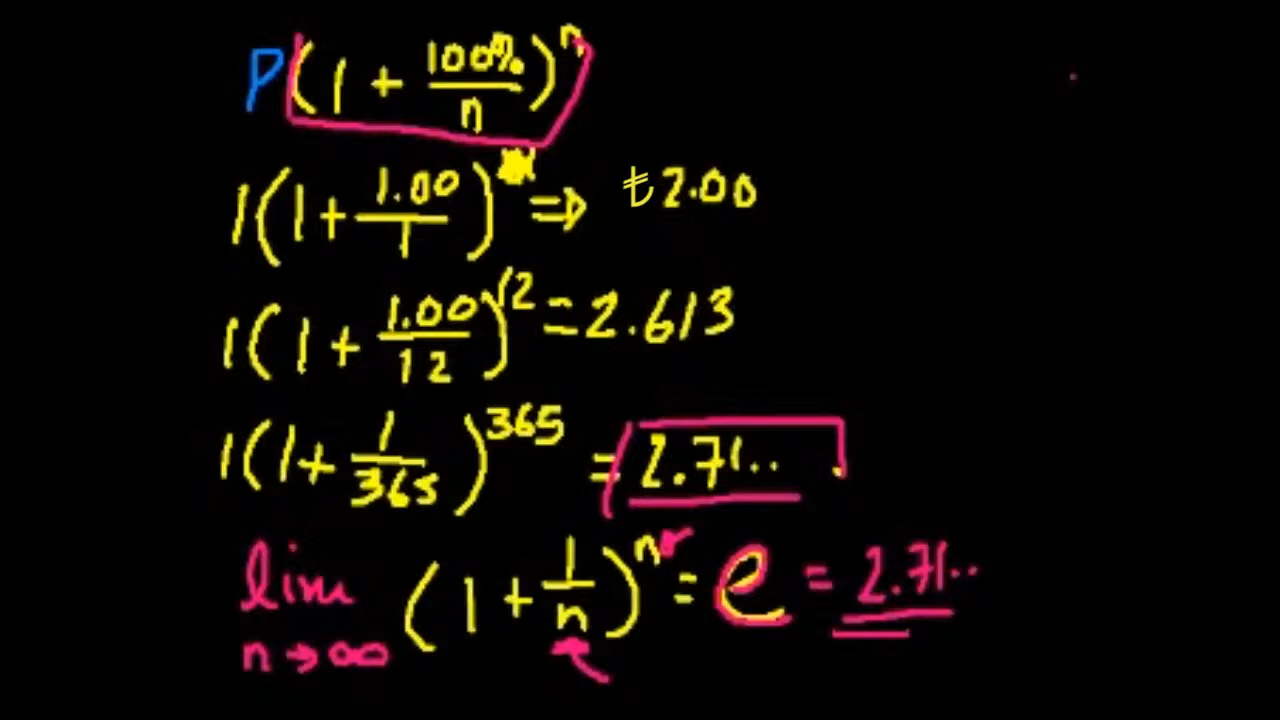 P(1 + 100%/n)^n
1(1 + 1.00/1) ⇒ ₺2.00
1(1 + 1.00/12)^12 = 2.613
1(1 + 1/365)^365 = 2.71..
lim n→∞ (1 + 1/n)^n = e = 2.71..